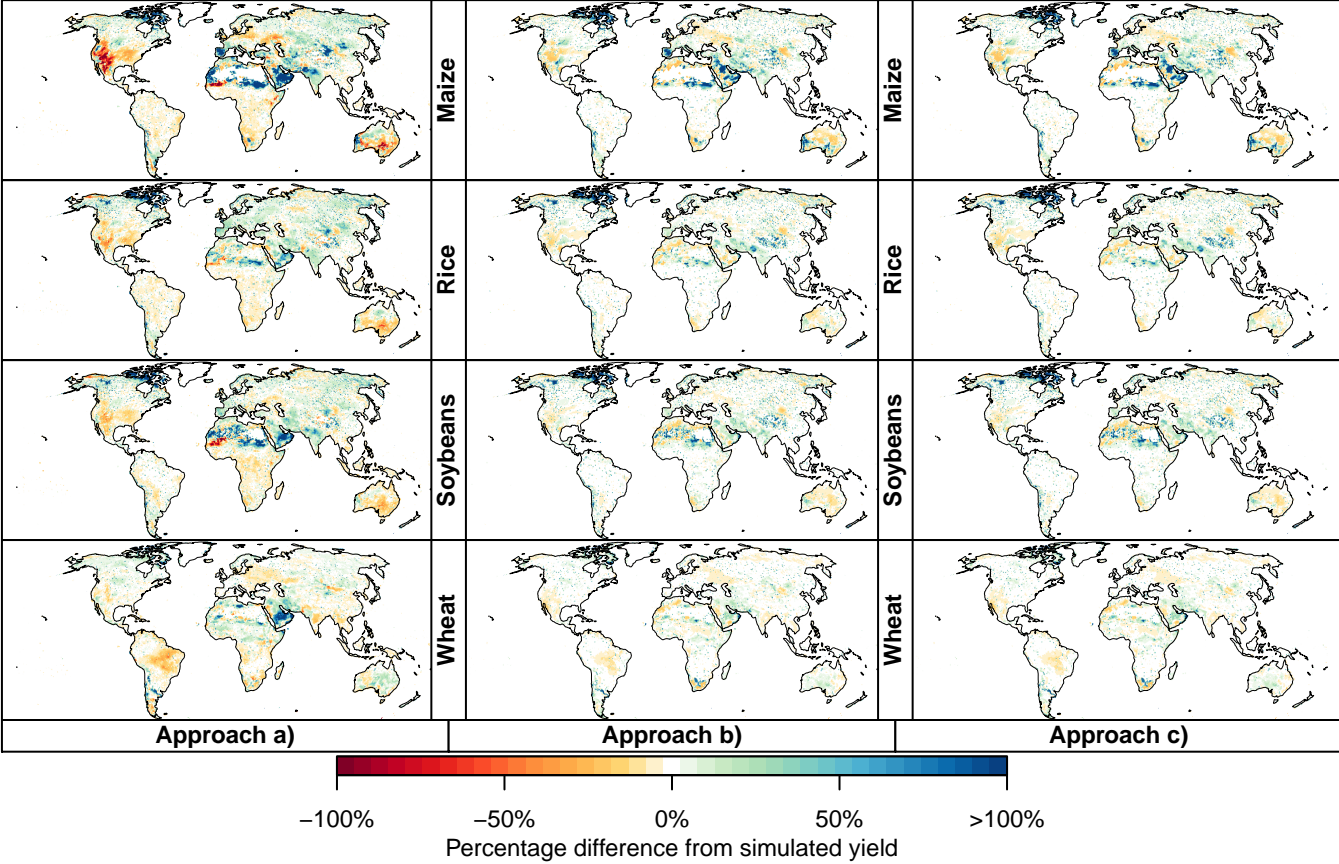 Maize
Maize
Rice
Rice
Soybeans
Soybeans
Wheat
Wheat
Approach a)
Approach b)
Approach c)
−100%
−50%
0%
50%
>100%
Percentage difference from simulated yield